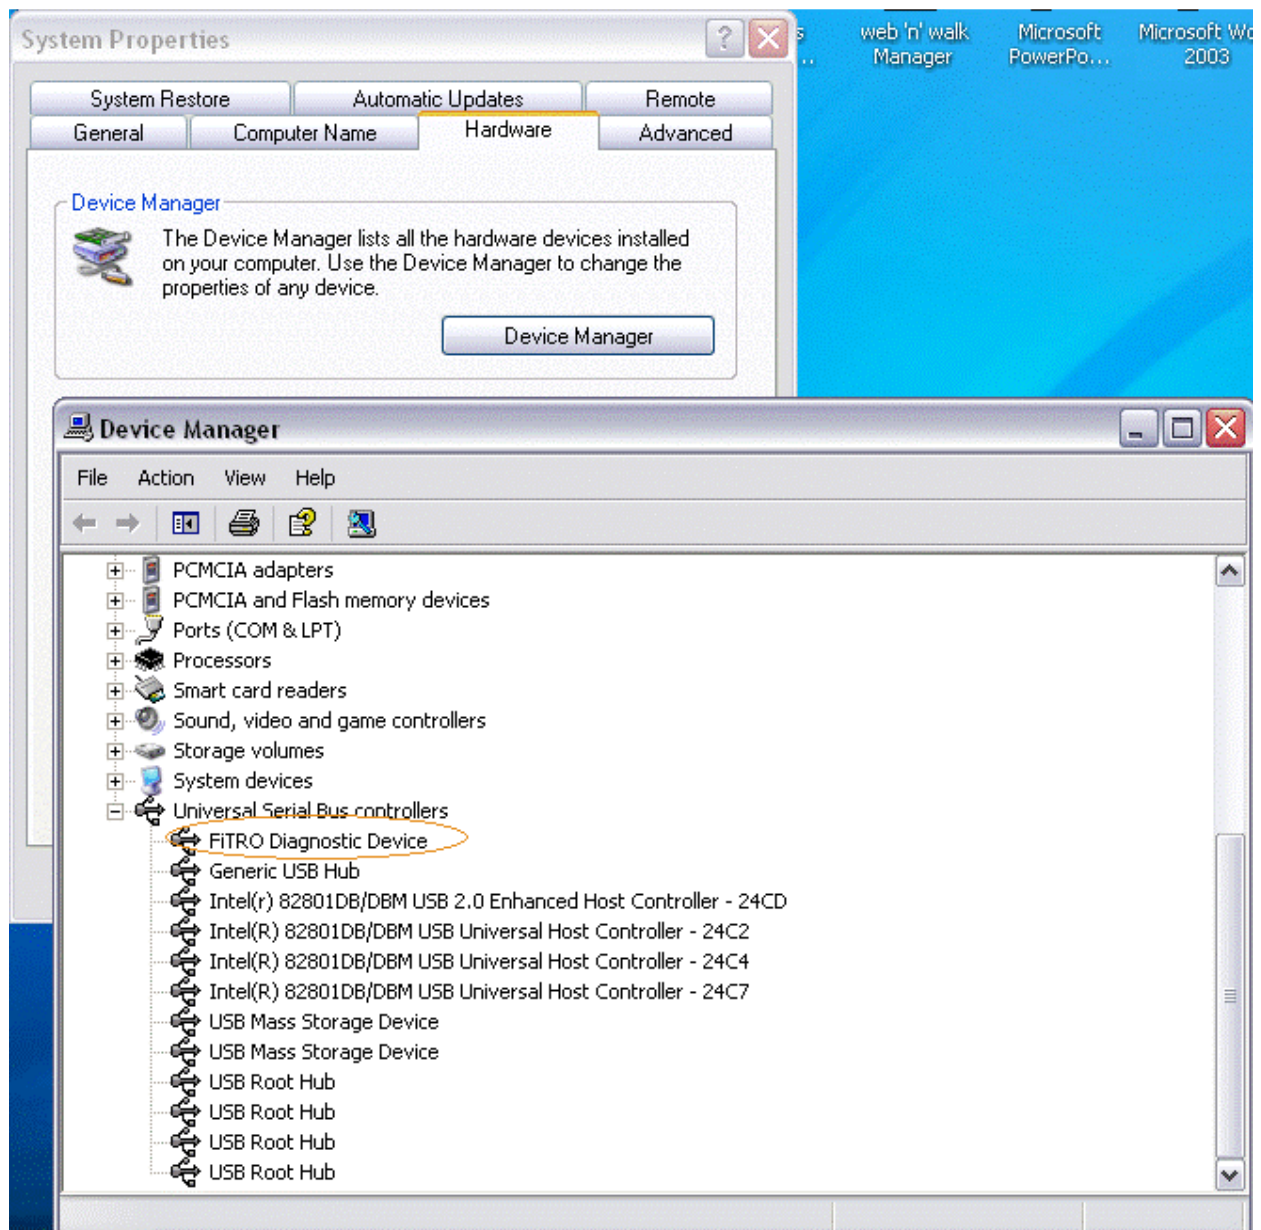 System Properties
s
..
web 'n' walk
Manager
Microsoft
PowerPo...
Microsoft Wo
2003
System Restore
Automatic Updates
Remote
General
Computer Name
Hardware
Advanced
Device Manager
The Device Manager lists all the hardware devices installed
on your computer. Use the Device Manager to change the
properties of any device.
Device Manager
Device Manager
File Action View Help
PCMCIA adapters
PCMCIA and Flash memory devices
Ports (COM & LPT)
Processors
Smart card readers
Sound, video and game controllers
Storage volumes
System devices
Universal Serial Bus controllers
FiTRO Diagnostic Device
Generic USB Hub
Intel(r) 82801DB/DBM USB 2.0 Enhanced Host Controller - 24CD
Intel(R) 82801DB/DBM USB Universal Host Controller - 24C2
Intel(R) 82801DB/DBM USB Universal Host Controller - 24C4
Intel(R) 82801DB/DBM USB Universal Host Controller - 24C7
USB Mass Storage Device
USB Mass Storage Device
USB Root Hub
USB Root Hub
USB Root Hub
USB Root Hub